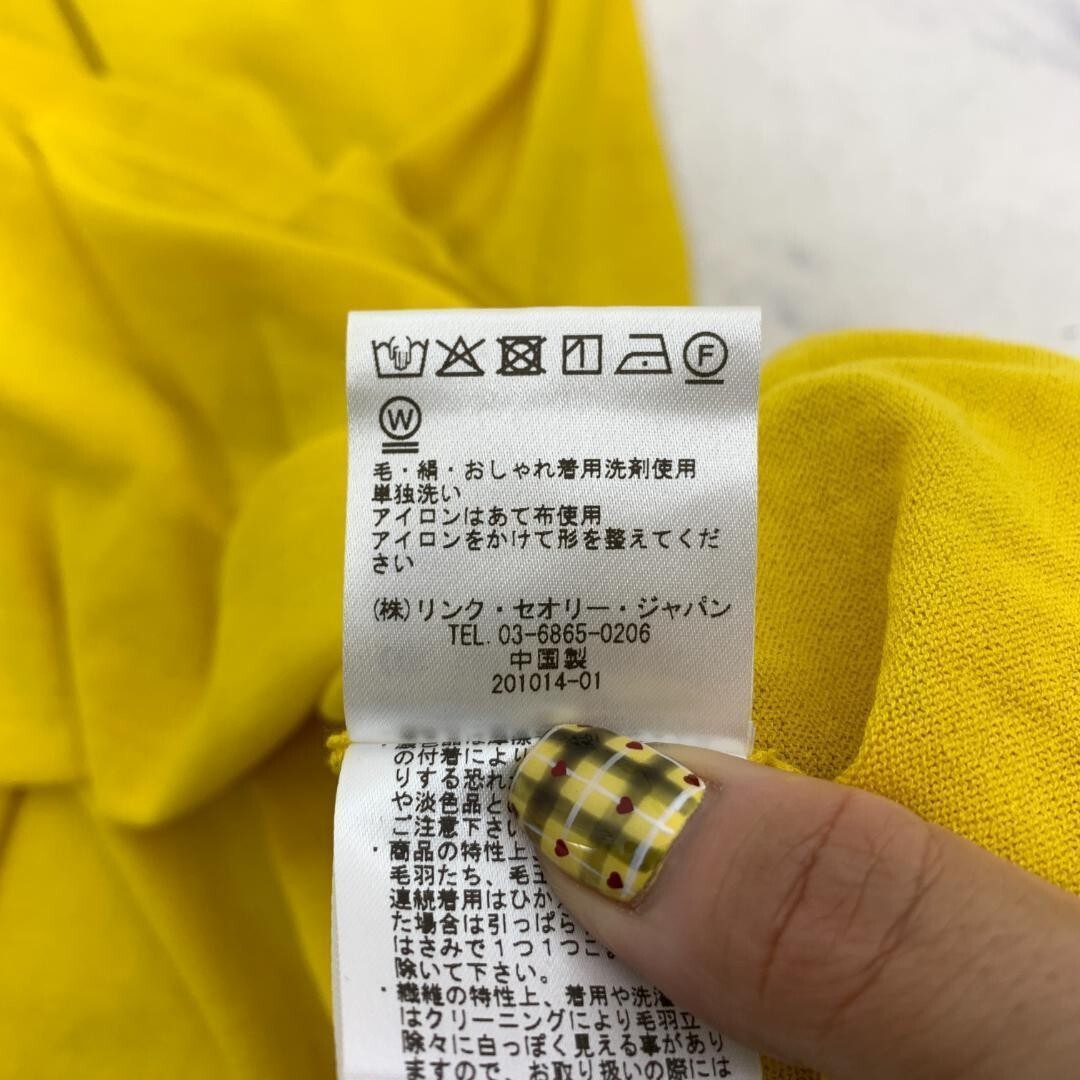 1 F
W
毛・絹・おしゃれ着用洗剤使用
単独洗い
アイロンはあて布使用
アイロンをかけて形を整えてくだ
さい
(株)リンク・セオリー・ジャパン
TEL. 03-6865-0206
中国製
201014-01
の付着により
りする恐れ
や淡色品と
ご注意下さい
・商品の特性上
毛羽たち、毛玉
連続着用はひか
た場合は引っぱら
はさみで1つ1つ
除いて下さい。
・繊維の特性上、着用や洗濯
はクリーニングにより毛羽立
除々に白っぽく見える事があり
ますので、お取り扱いの際には